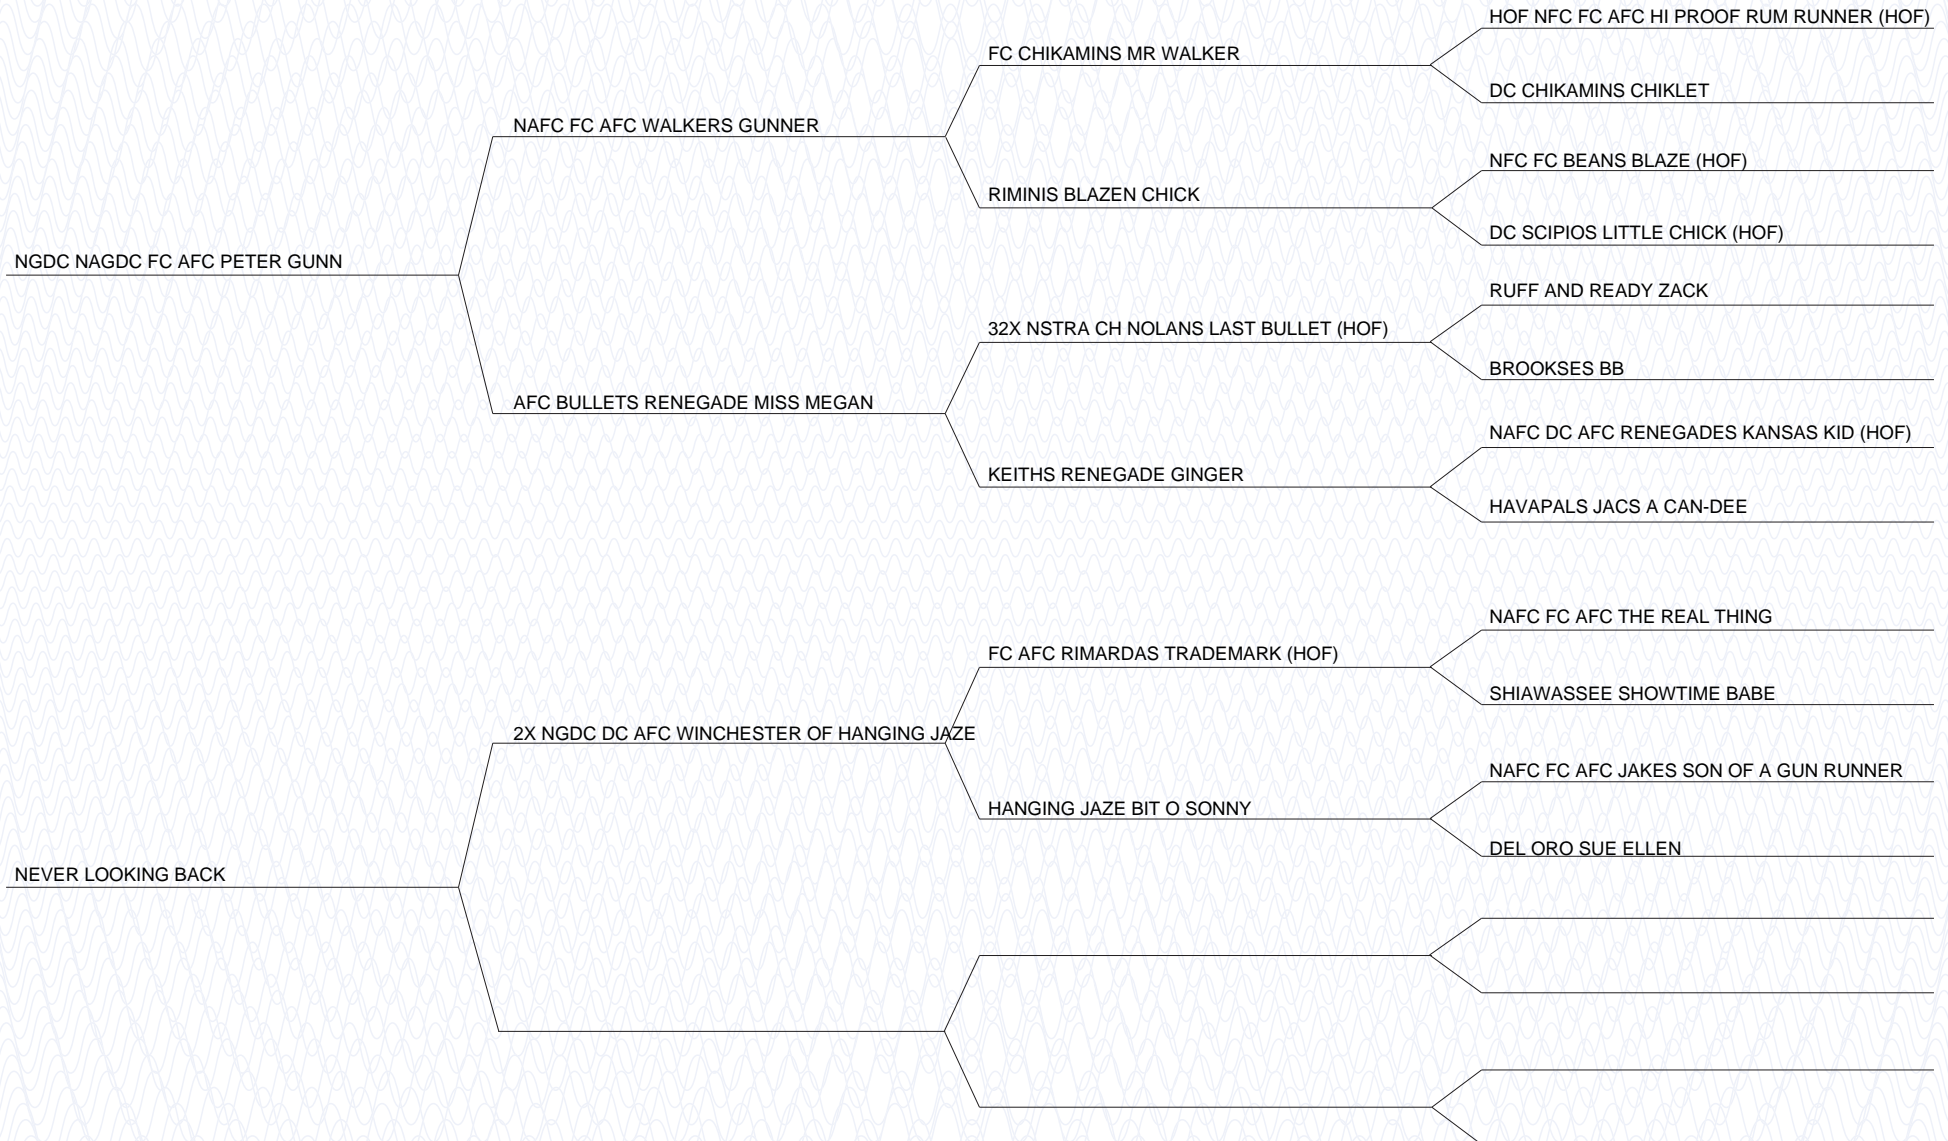 HOF NFC FC AFC HI PROOF RUM RUNNER (HOF)
FC CHIKAMINS MR WALKER
DC CHIKAMINS CHIKLET
NAFC FC AFC WALKERS GUNNER
NFC FC BEANS BLAZE (HOF)
RIMINIS BLAZEN CHICK
DC SCIPIOS LITTLE CHICK (HOF)
NGDC NAGDC FC AFC PETER GUNN
RUFF AND READY ZACK
32X NSTRA CH NOLANS LAST BULLET (HOF)
BROOKSES BB
AFC BULLETS RENEGADE MISS MEGAN
NAFC DC AFC RENEGADES KANSAS KID (HOF)
KEITHS RENEGADE GINGER
HAVAPALS JACS A CAN-DEE
NAFC FC AFC THE REAL THING
FC AFC RIMARDAS TRADEMARK (HOF)
SHIAWASSEE SHOWTIME BABE
2X NGDC DC AFC WINCHESTER OF HANGING JAZE
NAFC FC AFC JAKES SON OF A GUN RUNNER
HANGING JAZE BIT O SONNY
DEL ORO SUE ELLEN
NEVER LOOKING BACK